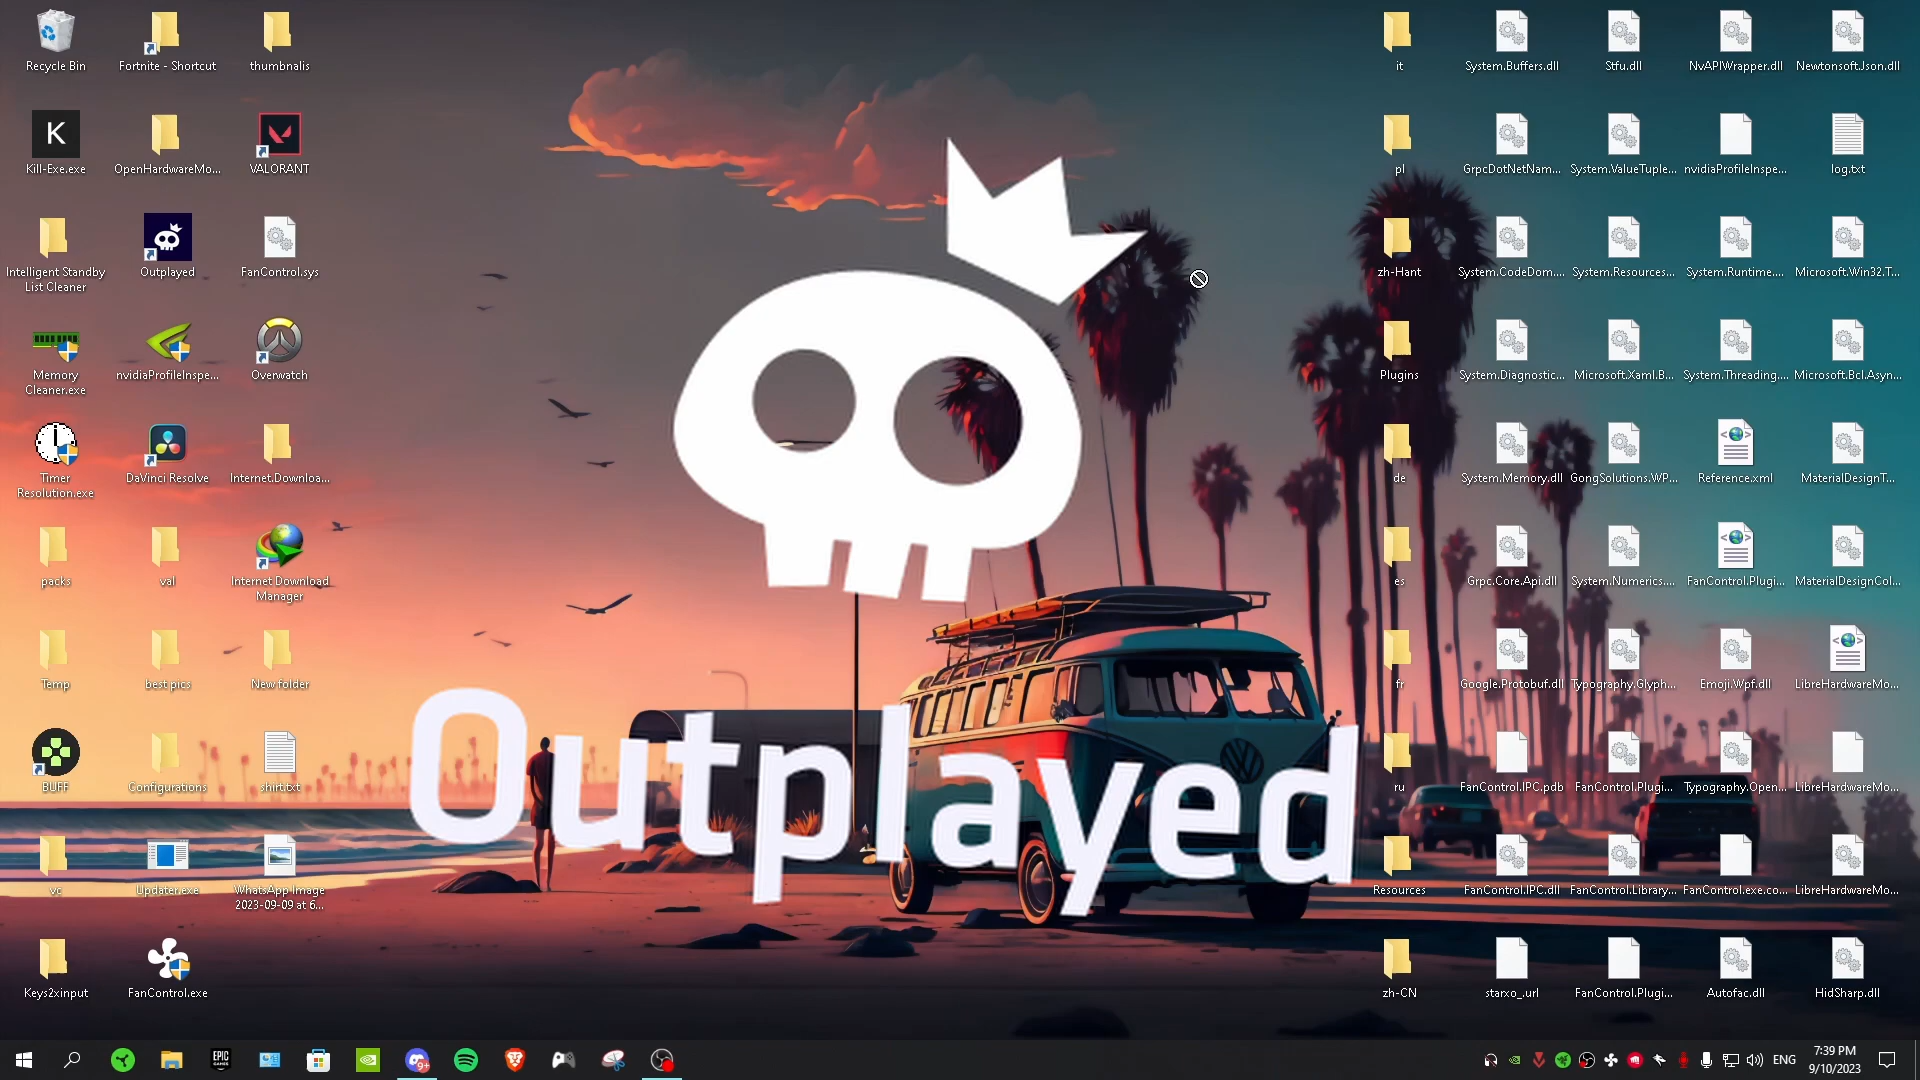 Recycle Bin
Fortnite - Shortcut
thumbnalis
it
System.Buffers.dll
Stfu.dll
NvAPIWrapper.dll
Newtonsoft.Json.dll
K
Kill-Exe.exe
OpenHardwareMo...
VALORANT
pl
GrpcDotNetNam...
System.ValueTuple...
nvidiaProfileInspe...
log.txt
Intelligent Standby
List Cleaner
Outplayed
FanControl.sys
zh-Hant
System.CodeDom....
System.Resources...
System.Runtime....
Microsoft.Win32.T...
Memory
Cleaner.exe
nvidiaProfileInspe...
Overwatch
Plugins
System.Diagnostic...
Microsoft.Xaml.B...
System.Threading....
Microsoft.Bcl.Asyn...
Timer
Resolution.exe
DaVinci Resolve
Internet.Downloa...
de
System.Memory.dll
GongSolutions.WP...
Reference.xml
MaterialDesignT...
packs
val
Internet Download
Manager
es
Grpc.Core.Api.dll
System.Numerics....
FanControl.Plugi...
MaterialDesignCol...
Temp
best pics
New folder
fr
Google.Protobuf.dll
Typography.Glyph...
Emoji.Wpf.dll
LibreHardwareMo...
Outplayed
BUFF
Configurations
shirt.txt
ru
FanControl.IPC.pdb
FanControl.Plugi...
Typography.Open...
LibreHardwareMo...
vc
Updater.exe
WhatsApp Image
2023-09-09 at 6...
Resources
FanControl.IPC.dll
FanControl.Library...
FanControl.exe.co...
LibreHardwareMo...
Keys2xinput
FanControl.exe
zh-CN
starxo_.url
FanControl.Plugi...
Autofac.dll
HidSharp.dll
EPIC
GAMES
9+
ENG
7:39 PM
9/10/2023